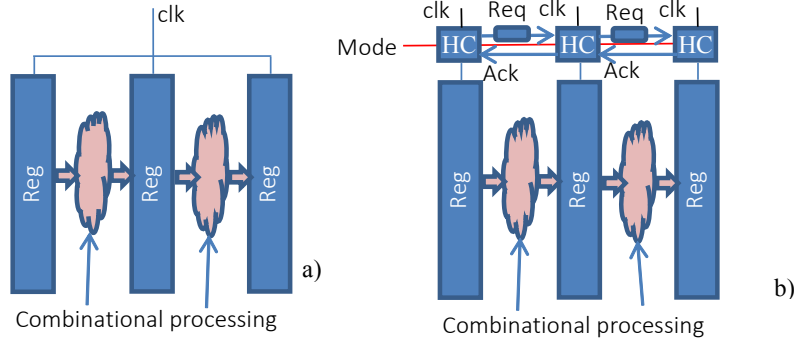 clk
Reg
Reg
Reg
a)
Combinational processing
clk Req clk Req clk
Mode HC HC HC
Ack Ack
Reg
Reg
Reg
b)
Combinational processing